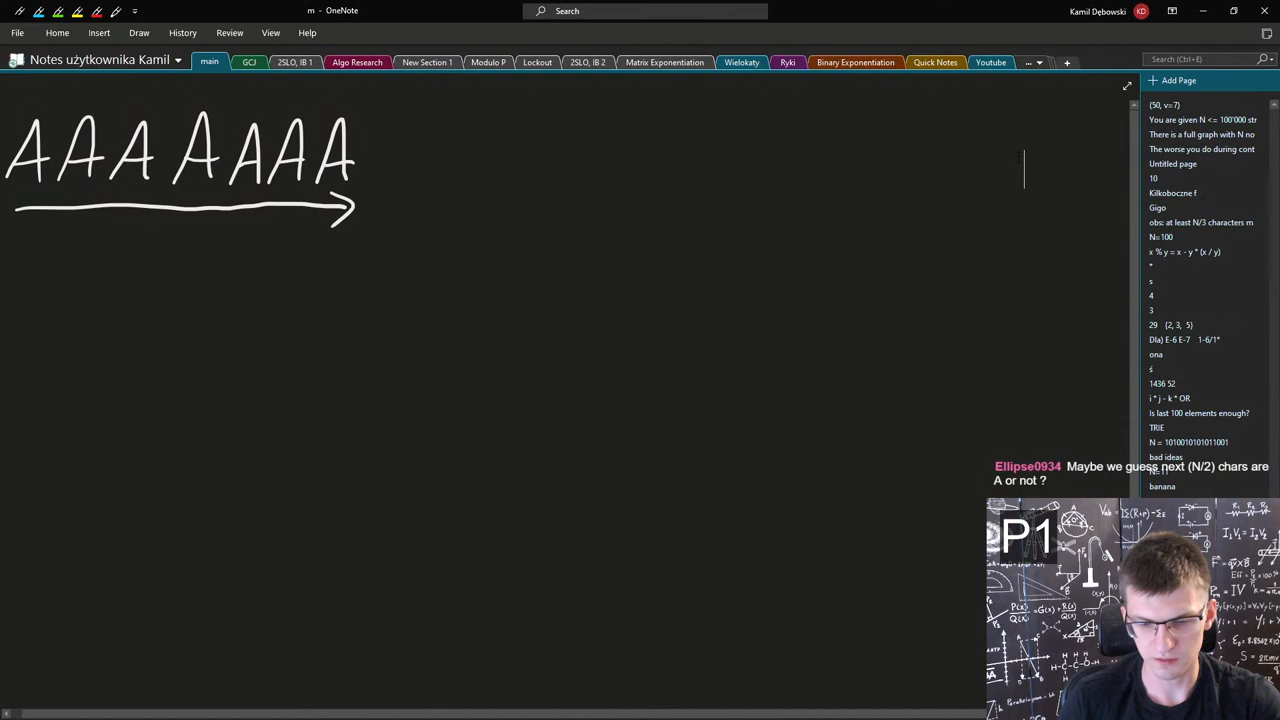 m - OneNote
Search
Kamil Dębowski
KD
File Home Insert Draw History Review View Help
Notes użytkownika Kamil
main GCJ 2SLO, IB 1 Algo Research New Section 1 Modulo P Lockout 2SLO, IB 2 Matrix Exponentiation Wielokaty Ryki Binary Exponentiation Quick Notes Youtube ... +
Search (Ctrl+E)
Add Page
AAA AAAA
(50, v=7)
You are given N <= 100'000 str
There is a full graph with N no
The worse you do during cont
Untitled page
10
Kilkoboczne f
Gigo
obs: at least N/3 characters m
N=100
x % y = x - y * (x / y)
*
s
4
3
29 {2, 3, 5}
Dla) E-6 E-7 1-6/1*
ona
ś
1436 52
i * j - k * OR
Is last 100 elements enough?
TRIE
N = 1010010101011001
bad ideas
N=11
banana
Ellipse0934 Maybe we guess next (N/2) chars are
A or not ?
P1